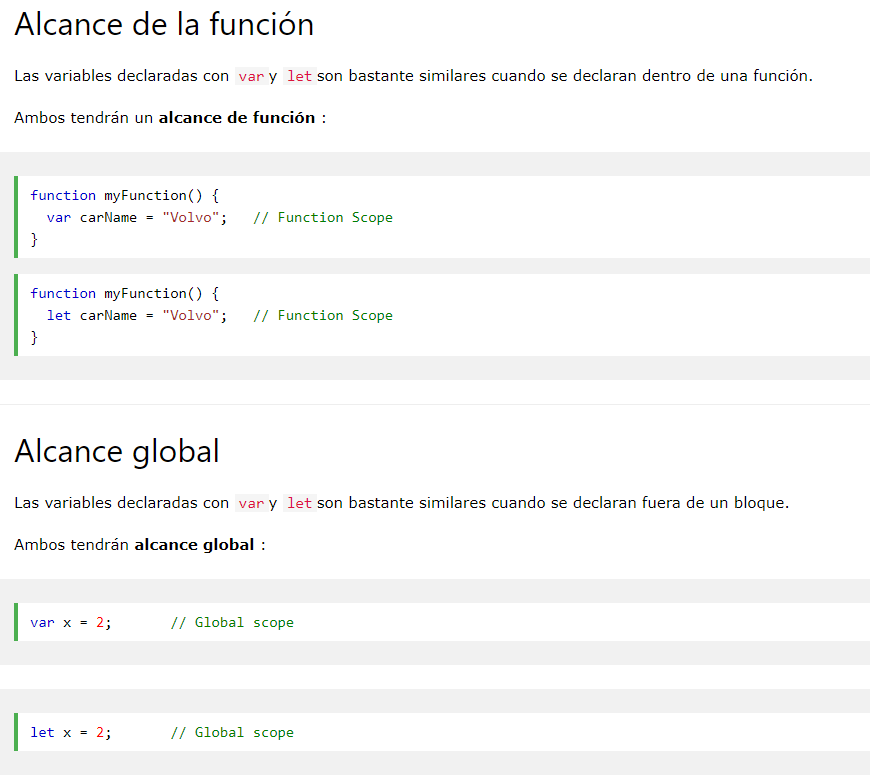 Alcance de la función
Las variables declaradas con var y let son bastante similares cuando se declaran dentro de una función.
Ambos tendrán un alcance de función :
function myFunction() {
  var carName = "Volvo";   // Function Scope
}
function myFunction() {
  let carName = "Volvo";   // Function Scope
}
Alcance global
Las variables declaradas con var y let son bastante similares cuando se declaran fuera de un bloque.
Ambos tendrán alcance global :
var x = 2;       // Global scope
let x = 2;       // Global scope